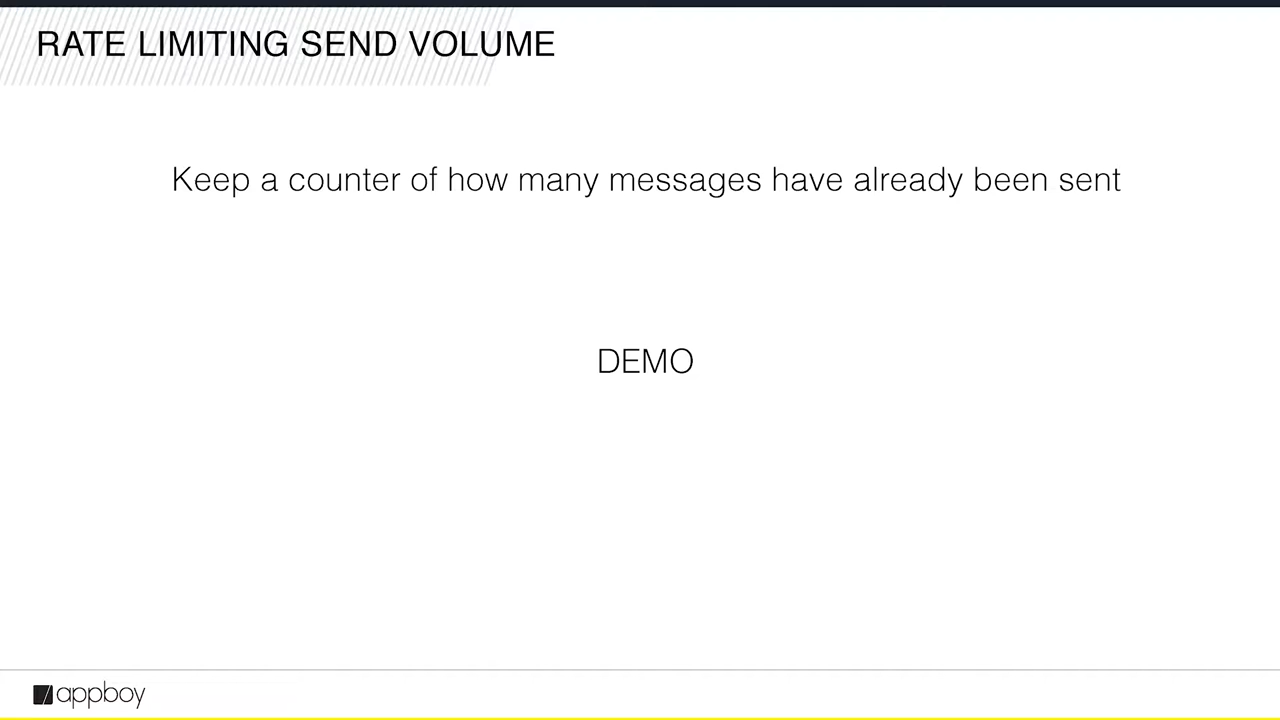 RATE LIMITING SEND VOLUME
Keep a counter of how many messages have already been sent
DEMO
appboy